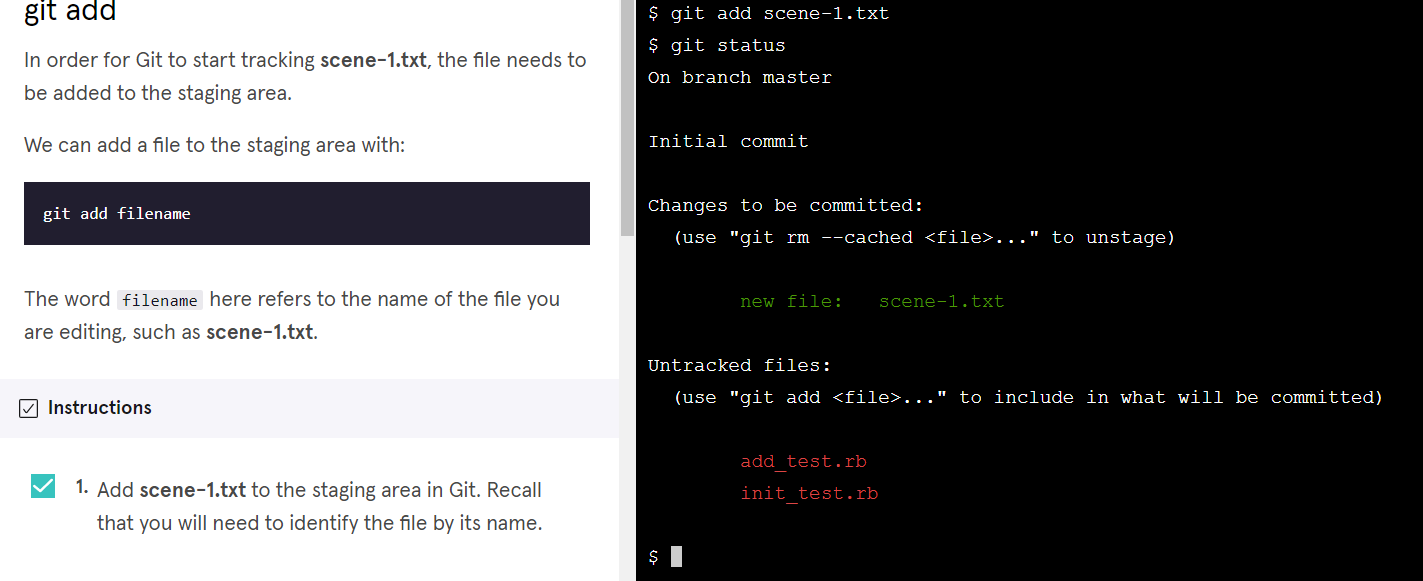 git add
In order for Git to start tracking scene-1.txt, the file needs to
be added to the staging area.
We can add a file to the staging area with:
git add filename
The word filename here refers to the name of the file you
are editing, such as scene-1.txt.
Instructions
1. Add scene-1.txt to the staging area in Git. Recall
that you will need to identify the file by its name.
$ git add scene-1.txt
$ git status
On branch master
Initial commit
Changes to be committed:
(use "git rm --cached <file>..." to unstage)
new file: scene-1.txt
Untracked files:
(use "git add <file>..." to include in what will be committed)
add_test.rb
init_test.rb
$